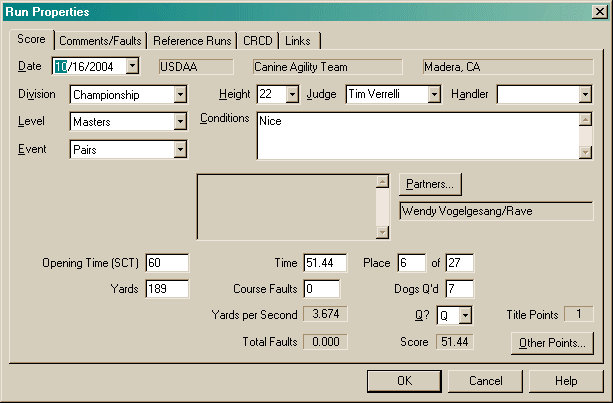 Run Properties
Score Comments/Faults Reference Runs CRCD Links
Date 10/16/2004 USDAA Canine Agility Team Madera, CA
Division Championship Height 22 Judge Tim Verrelli Handler
Level Masters Conditions Nice
Event Pairs
Partners...
Wendy Vogelgesang/Rave
Opening Time (SCT) 60 Time 51.44 Place 6 of 27
Yards 189 Course Faults 0 Dogs Q'd 7
Yards per Second 3.674 Q? Q Title Points 1
Total Faults 0.000 Score 51.44 Other Points...
OK Cancel Help